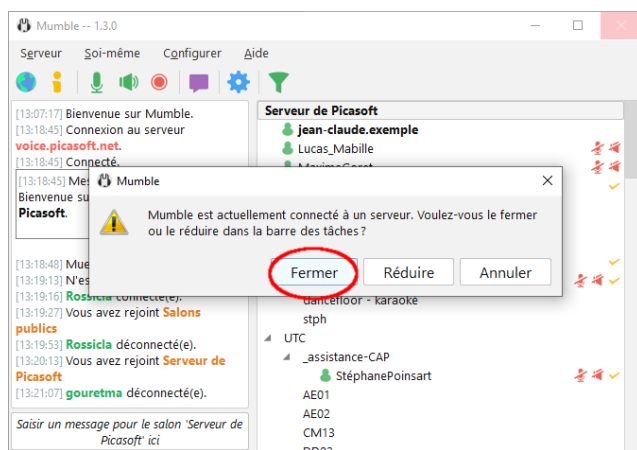 Mumble -- 1.3.0
Serveur Soi-même Configurer Aide
[13:07:17] Bienvenue sur Mumble.
[13:18:45] Connexion au serveur
voice.picasoft.net.
[13:18:45] Connecté.
[13:18:45] Mes
Bienvenue su
Picasoft.
[13:18:48] Mue
[13:19:13] N'es
[13:19:16] Rossicla connecté(e).
[13:19:27] Vous avez rejoint Salons
publics
[13:19:53] Rossicla déconnecté(e).
[13:20:13] Vous avez rejoint Serveur de
Picasoft
[13:21:07] gouretma déconnecté(e).
Saisir un message pour le salon 'Serveur de
Picasoft' ici
Serveur de Picasoft
jean-claude.exemple
Lucas_Mabille
Mumble
Mumble est actuellement connecté à un serveur. Voulez-vous le fermer
ou le réduire dans la barre des tâches ?
Fermer Réduire Annuler
dancefloor - karaoke
stph
UTC
_assistance-CAP
StéphanePoinsart
AE01
AE02
CM13